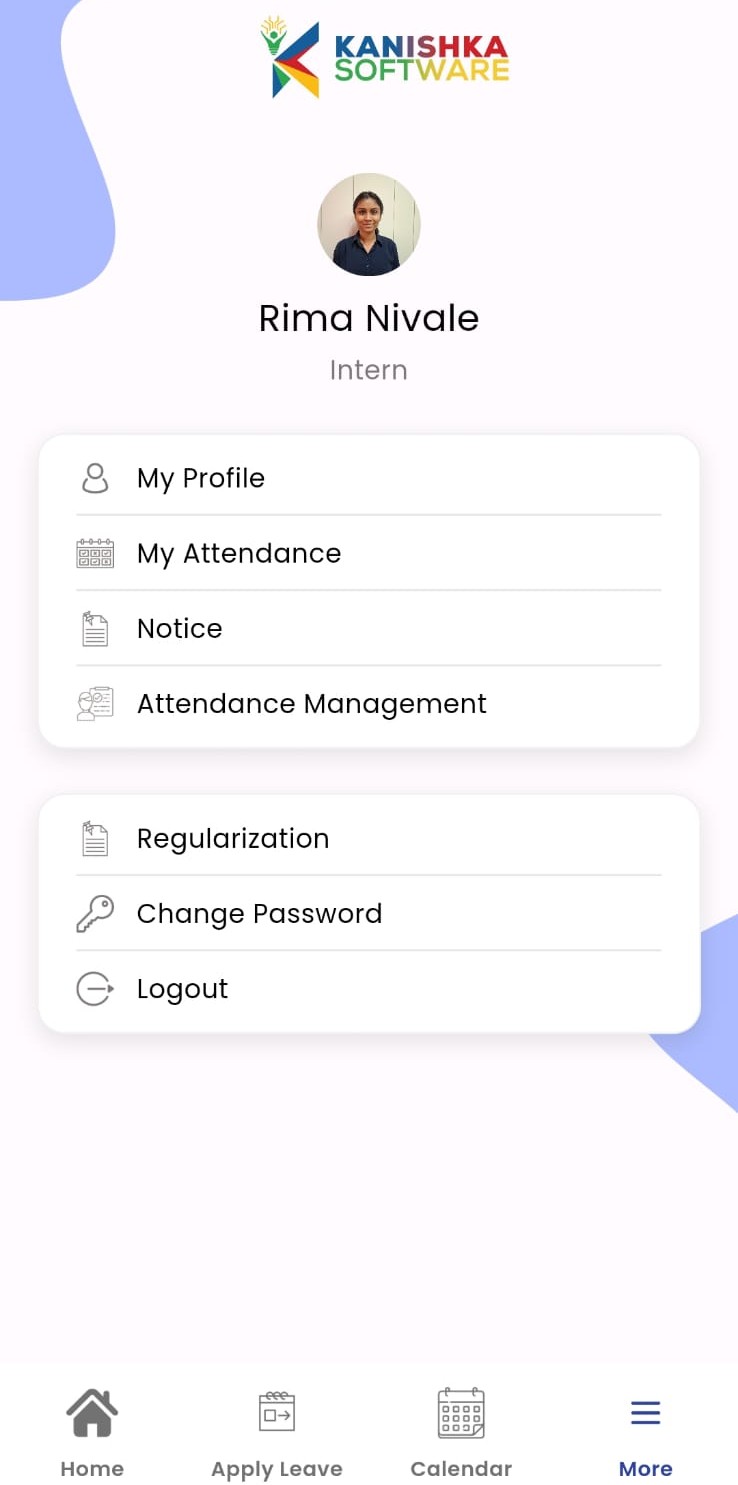 KANISHKA
SOFTWARE
Rima Nivale
Intern
My Profile
My Attendance
Notice
Attendance Management
Regularization
Change Password
Logout
Home
Apply Leave
Calendar
More